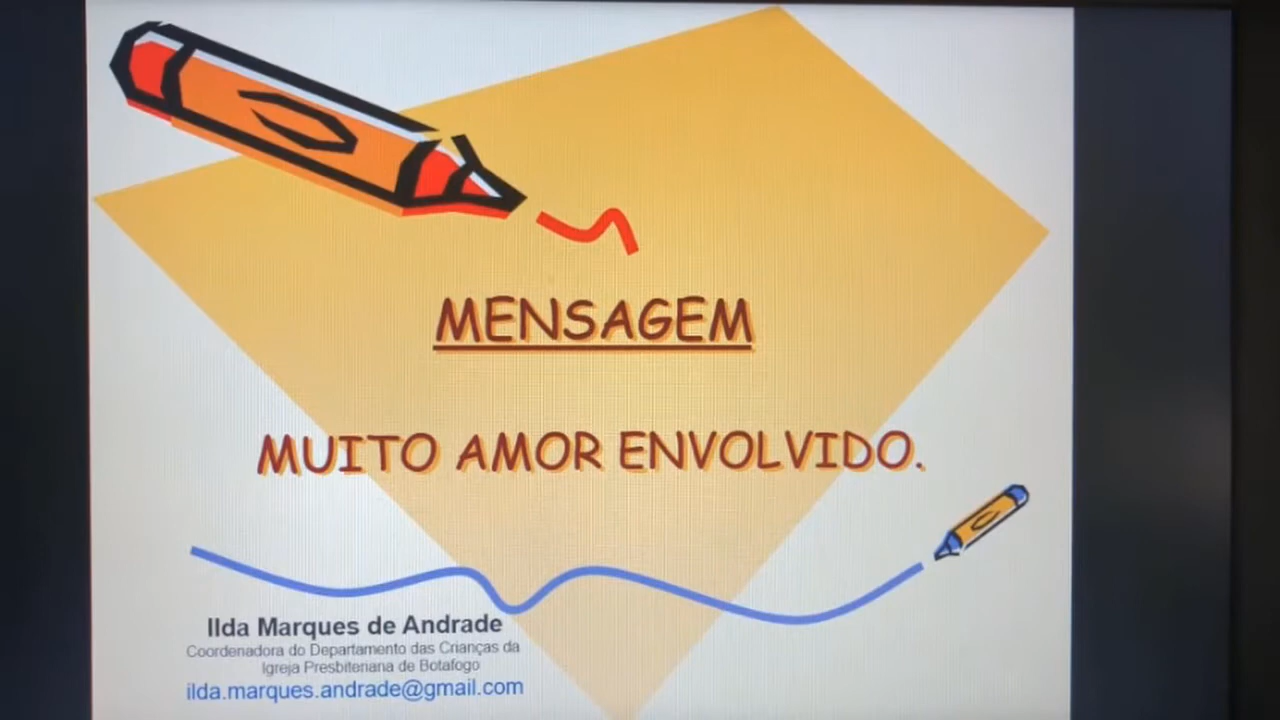 MENSAGEM
MUITO AMOR ENVOLVIDO.
Ilda Marques de Andrade
Coordenadora do Departamento das Crianças da
Igreja Presbiteriana de Botafogo
ilda.marques.andrade@gmail.com